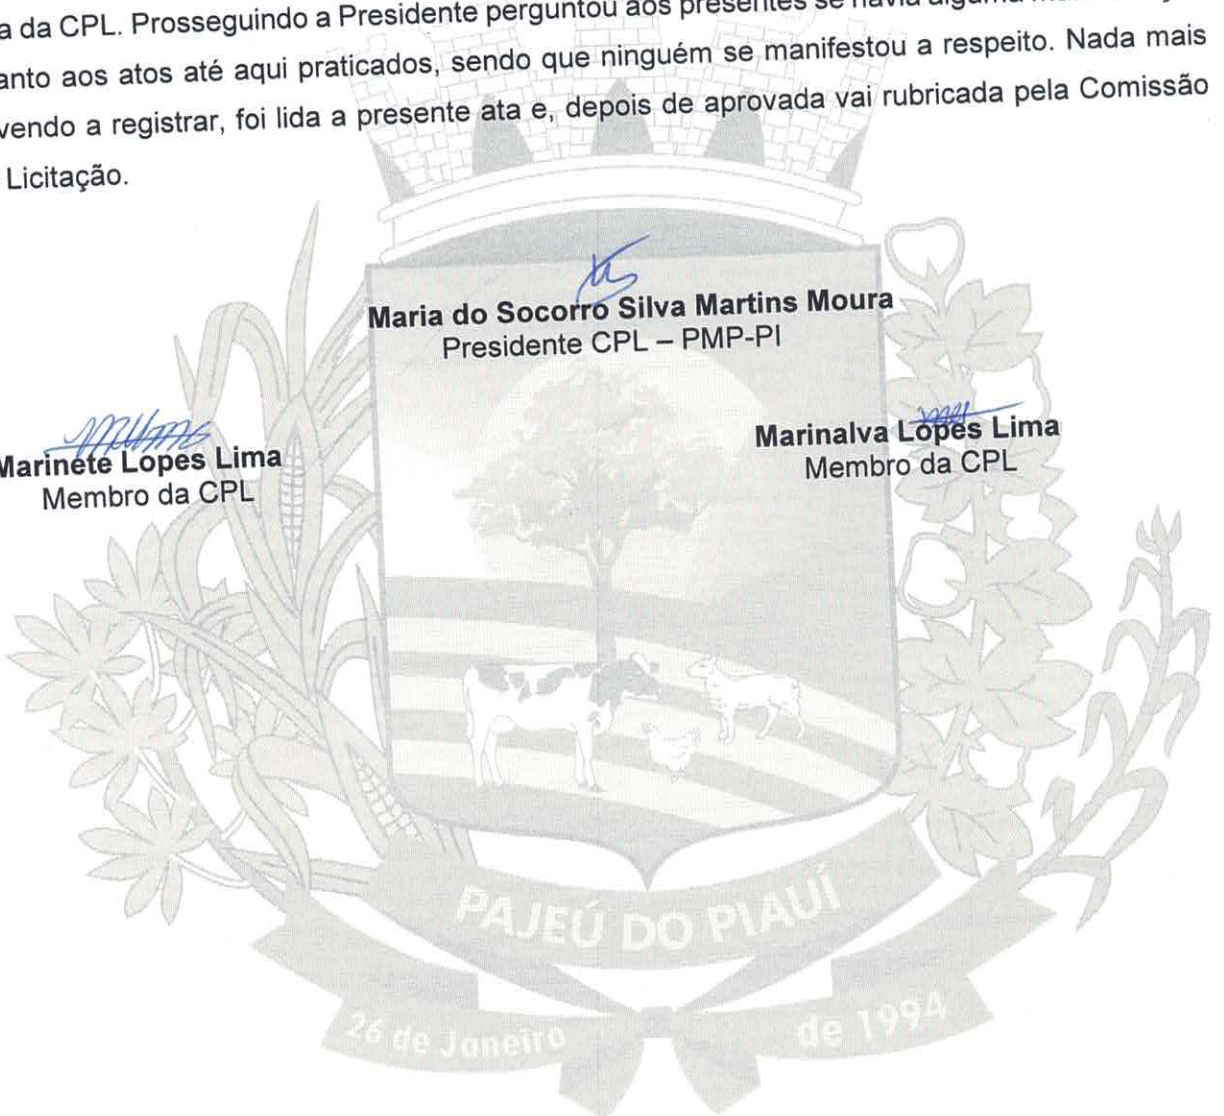 a da CPL. Prosseguindo a Presidente perguntou aos presentes se havia alguma
anto aos atos até aqui praticados, sendo que ninguém se manifestou a respeito. Nada mais
vendo a registrar, foi lida a presente ata e, depois de aprovada vai rubricada pela Comissão
Licitação.
Maria do Socorro Silva Martins Moura
Presidente CPL – PMP-PI
Marinete Lopes Lima
Membro da CPL
Marinalva Lopes Lima
Membro da CPL
PAJEÚ DO PIAUÍ
26 de Janeiro de 1994